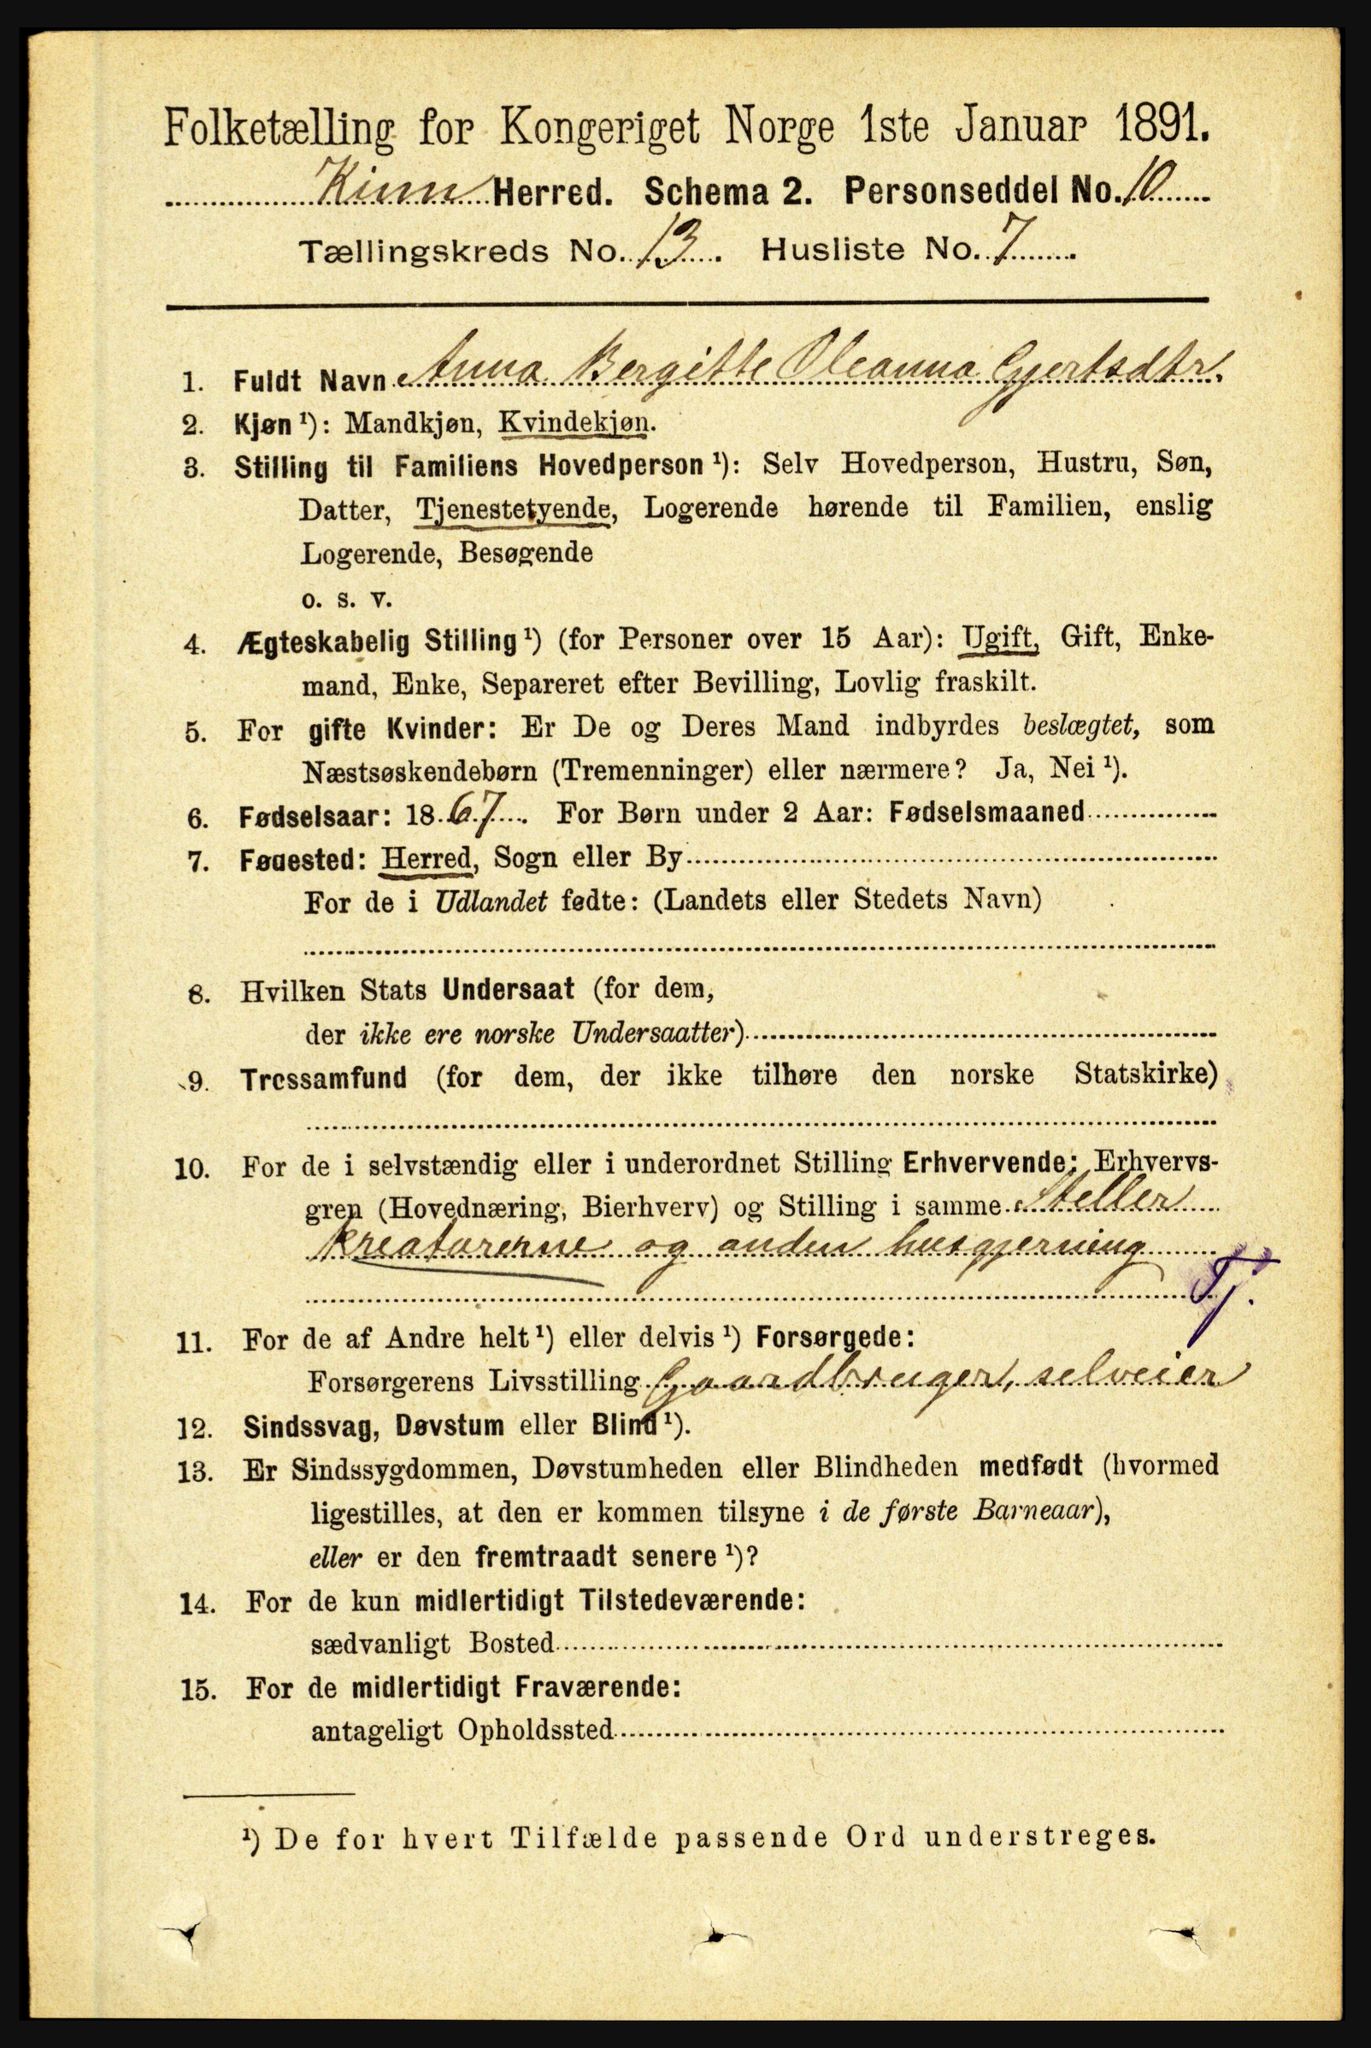 Folketælling for Kongeriget Norge 1ste Januar 1891.
Kinn Herred. Schema 2. Personseddel No. 10
Tællingskreds No. 13. Husliste No. 7
1. Fuldt Navn Anna Bergitte Oleanna Gjertsdtr.
2. Kjøn ¹): Mandkjøn, Kvindekjøn.
3. Stilling til Familiens Hovedperson ¹): Selv Hovedperson, Hustru, Søn,
Datter, Tjenestetyende, Logerende hørende til Familien, enslig
Logerende, Besøgende
o. s. v.
4. Ægteskabelig Stilling ¹) (for Personer over 15 Aar): Ugift, Gift, Enke-
mand, Enke, Separeret efter Bevilling, Lovlig fraskilt.
5. For gifte Kvinder: Er De og Deres Mand indbyrdes beslægtet, som
Næstsøskendebørn (Tremenninger) eller nærmere? Ja, Nei ¹).
6. Fødselsaar: 1867. For Børn under 2 Aar: Fødselsmaaned
7. Fødested: Herred, Sogn eller By
For de i Udlandet fødte: (Landets eller Stedets Navn)
8. Hvilken Stats Undersaat (for dem,
der ikke ere norske Undersaatter)
9. Trossamfund (for dem, der ikke tilhøre den norske Statskirke)
10. For de i selvstændig eller i underordnet Stilling Erhvervende: Erhvervs-
gren (Hovednæring, Bierhverv) og Stilling i samme Steller
kreaturerne og anden husgjerning
Tj.
11. For de af Andre helt ¹) eller delvis ¹) Forsørgede:
Forsørgerens Livsstilling Gaardbruger, selveier
12. Sindssvag, Døvstum eller Blind ¹).
13. Er Sindssygdommen, Døvstumheden eller Blindheden medfødt (hvormed
ligestilles, at den er kommen tilsyne i de første Barneaar),
eller er den fremtraadt senere ¹)?
14. For de kun midlertidigt Tilstedeværende:
sædvanligt Bosted
15. For de midlertidigt Fraværende:
antageligt Opholdssted
¹) De for hvert Tilfælde passende Ord understreges.